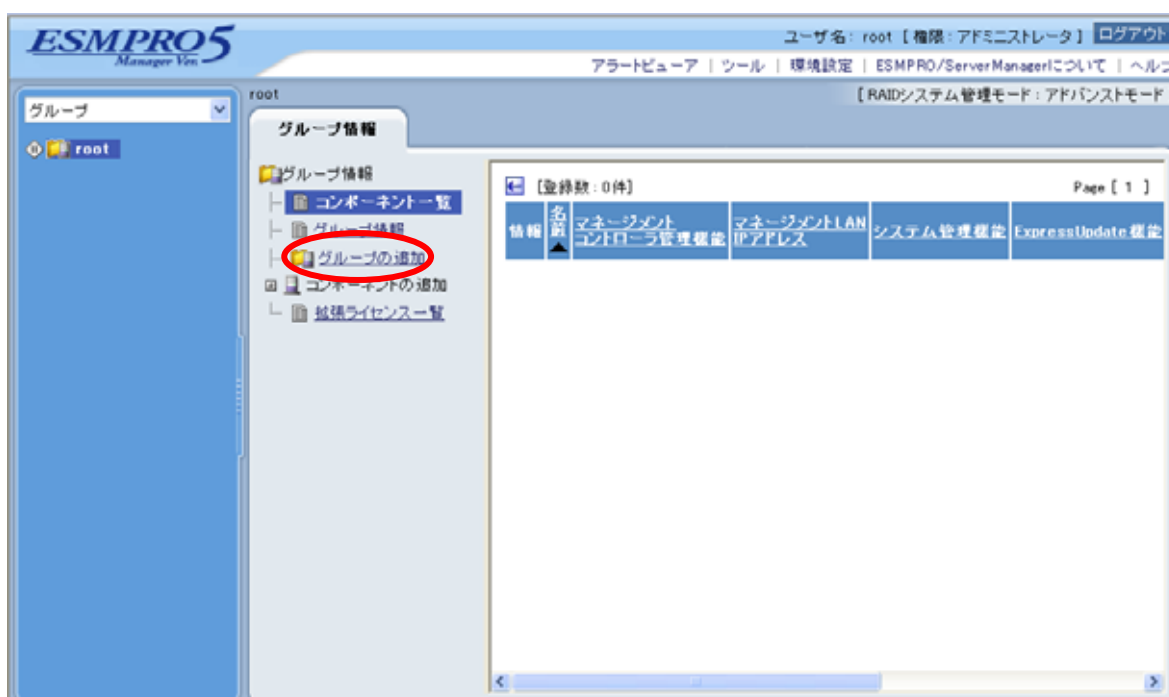 ESMPRO5
Manager Ver.
ユーザ名: root [ 権限:アドミニストレータ ] ログアウト
アラートビューア | ツール | 環境設定 | ESMPRO/ServerManagerについて | ヘル
グループ
root
root
[ RAIDシステム管理モード:アドバンストモード
グループ情報
グループ情報
コンポーネント一覧
グループ情報
グループの追加
コンポーネントの追加
拡張ライセンス一覧
[登録数:0件] Page [ 1 ]
情報 名前 マネージメントコントローラ管理機能 マネージメントLAN IPアドレス システム管理機能 ExpressUpdate機能